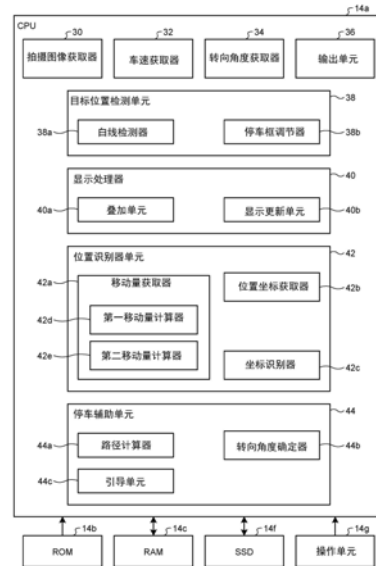 14a
CPU
30
32
34
36
拍摄图像获取器
车速获取器
转向角度获取器
输出单元
目标位置检测单元
38
38a
白线检测器
停车框调节器
38b
显示处理器
40
40a
叠加单元
显示更新单元
40b
位置识别器单元
42
42a
移动量获取器
位置坐标获取器
42b
42d
第一移动量计算器
42e
第二移动量计算器
坐标识别器
42c
停车辅助单元
44
44a
路径计算器
转向角度确定器
44b
44c
引导单元
14b
14c
14f
14g
ROM
RAM
SSD
操作单元